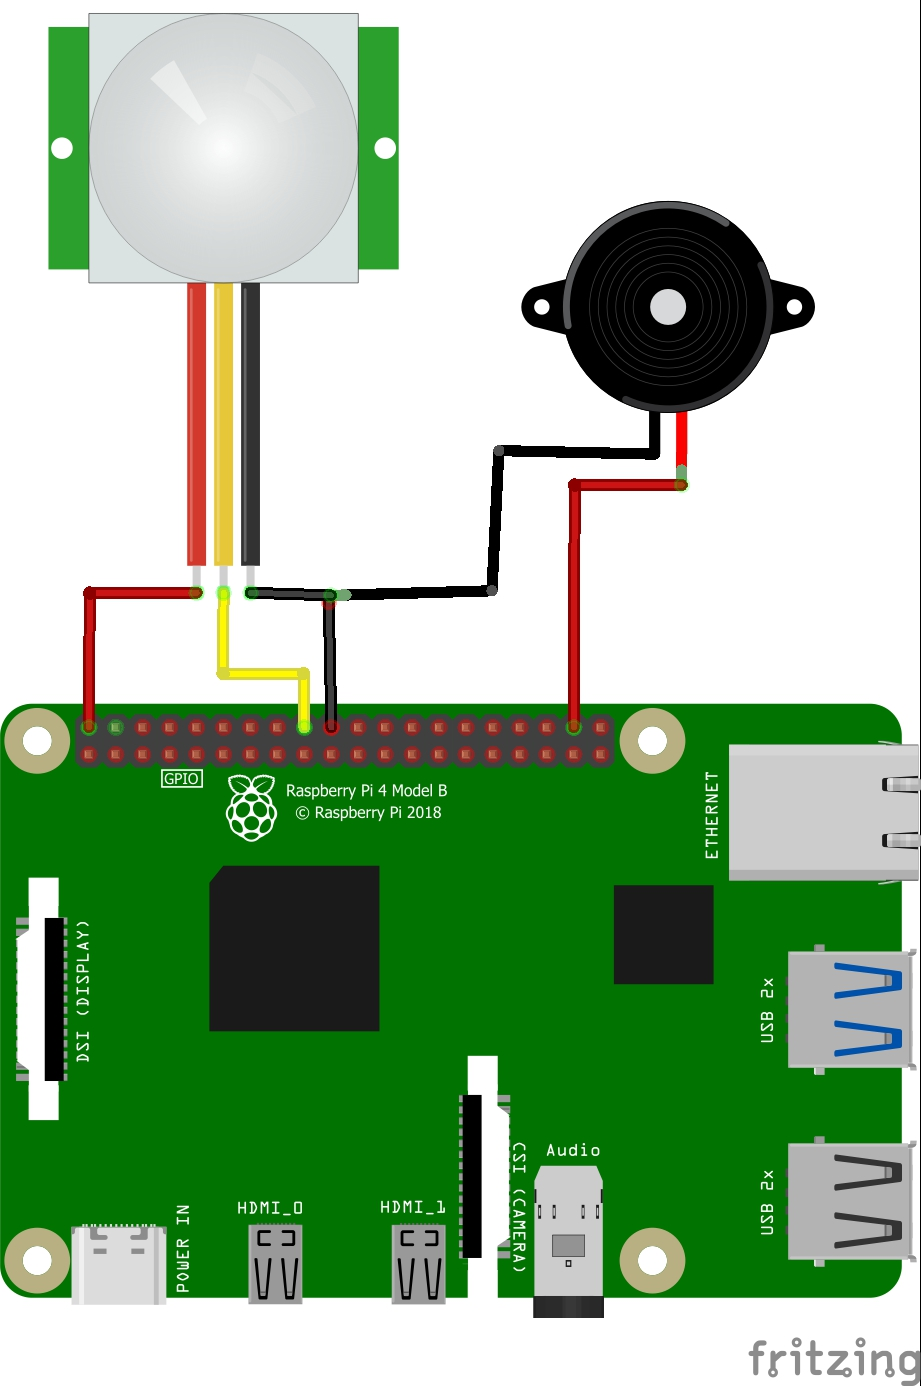 GPIO
Raspberry Pi 4 Model B
© Raspberry Pi 2018
ETHERNET
DSI (DISPLAY)
USB 2x
USB 2x
Audio
CSI (CAMERA)
HDMI_0
HDMI_1
POWER IN
fritzing